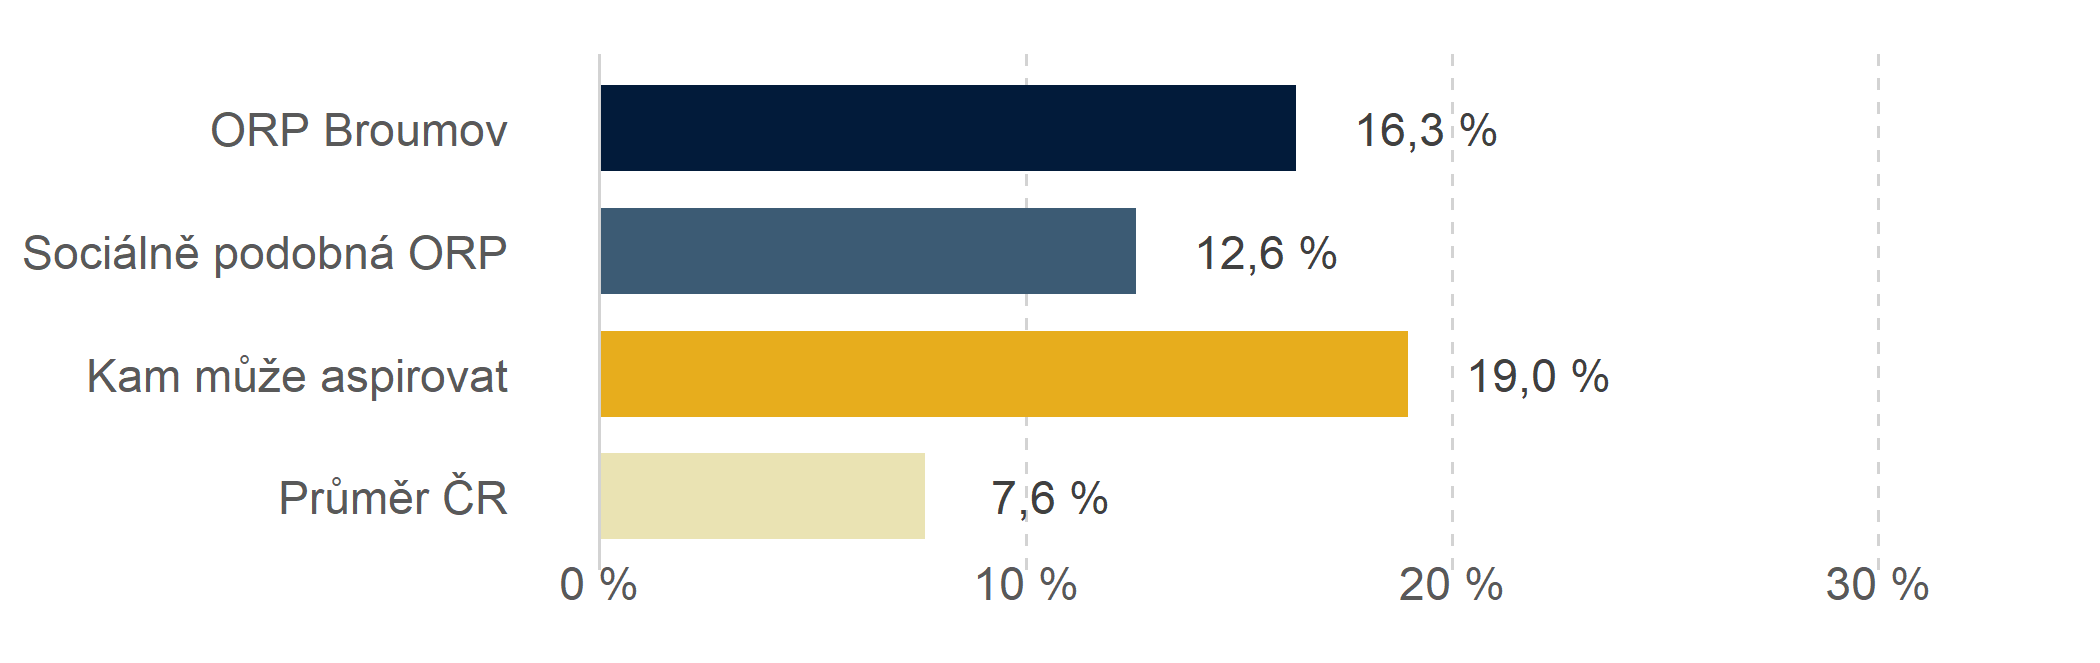 ORP Broumov 16,3 %
Sociálně podobná ORP 12,6 %
Kam může aspirovat 19,0 %
Průměr ČR 7,6 %
0 % 10 % 20 % 30 %